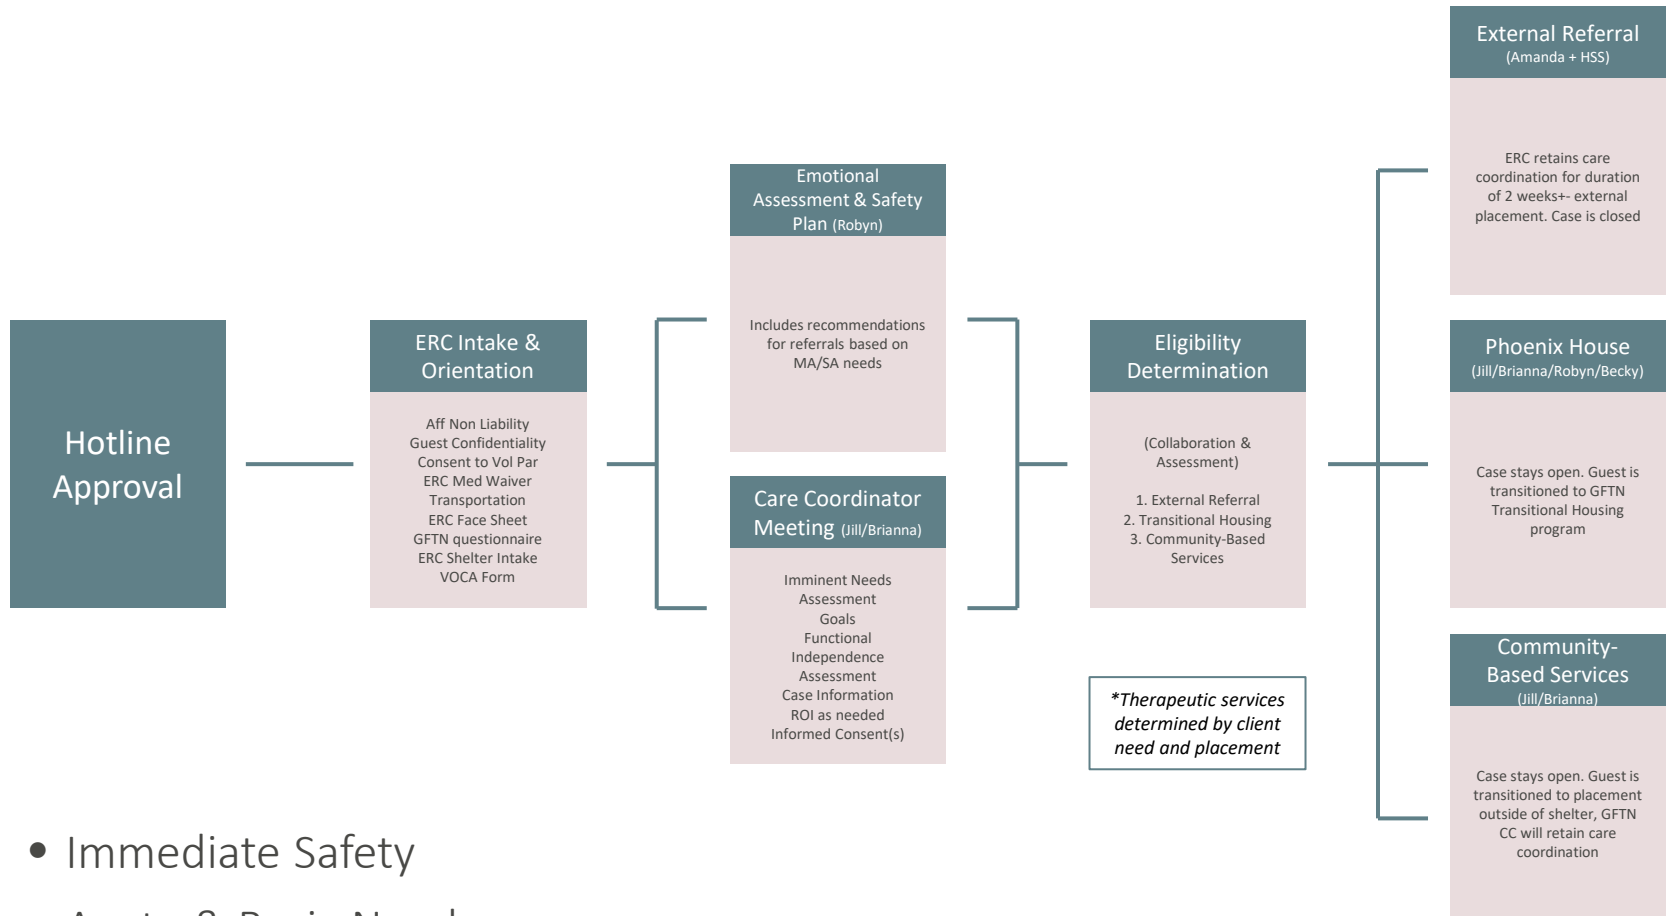 Hotline
Approval
ERC Intake &
Orientation
Aff Non Liability
Guest Confidentiality
Consent to Vol Par
ERC Med Waiver
Transportation
ERC Face Sheet
GFTN questionnaire
ERC Shelter Intake
VOCA Form
Emotional
Assessment & Safety
Plan (Robyn)
Includes recommendations
for referrals based on
MA/SA needs
Care Coordinator
Meeting (Jill/Brianna)
Imminent Needs
Assessment
Goals
Functional
Independence
Assessment
Case Information
ROI as needed
Informed Consent(s)
Eligibility
Determination
(Collaboration &
Assessment)
1. External Referral
2. Transitional Housing
3. Community-Based
Services
*Therapeutic services
determined by client
need and placement
External Referral
(Amanda + HSS)
ERC retains care
coordination for duration
of 2 weeks+- external
placement. Case is closed
Phoenix House
(Jill/Brianna/Robyn/Becky)
Case stays open. Guest is
transitioned to GFTN
Transitional Housing
program
Community-
Based Services
(Jill/Brianna)
Case stays open. Guest is
transitioned to placement
outside of shelter, GFTN
CC will retain care
coordination
• Immediate Safety